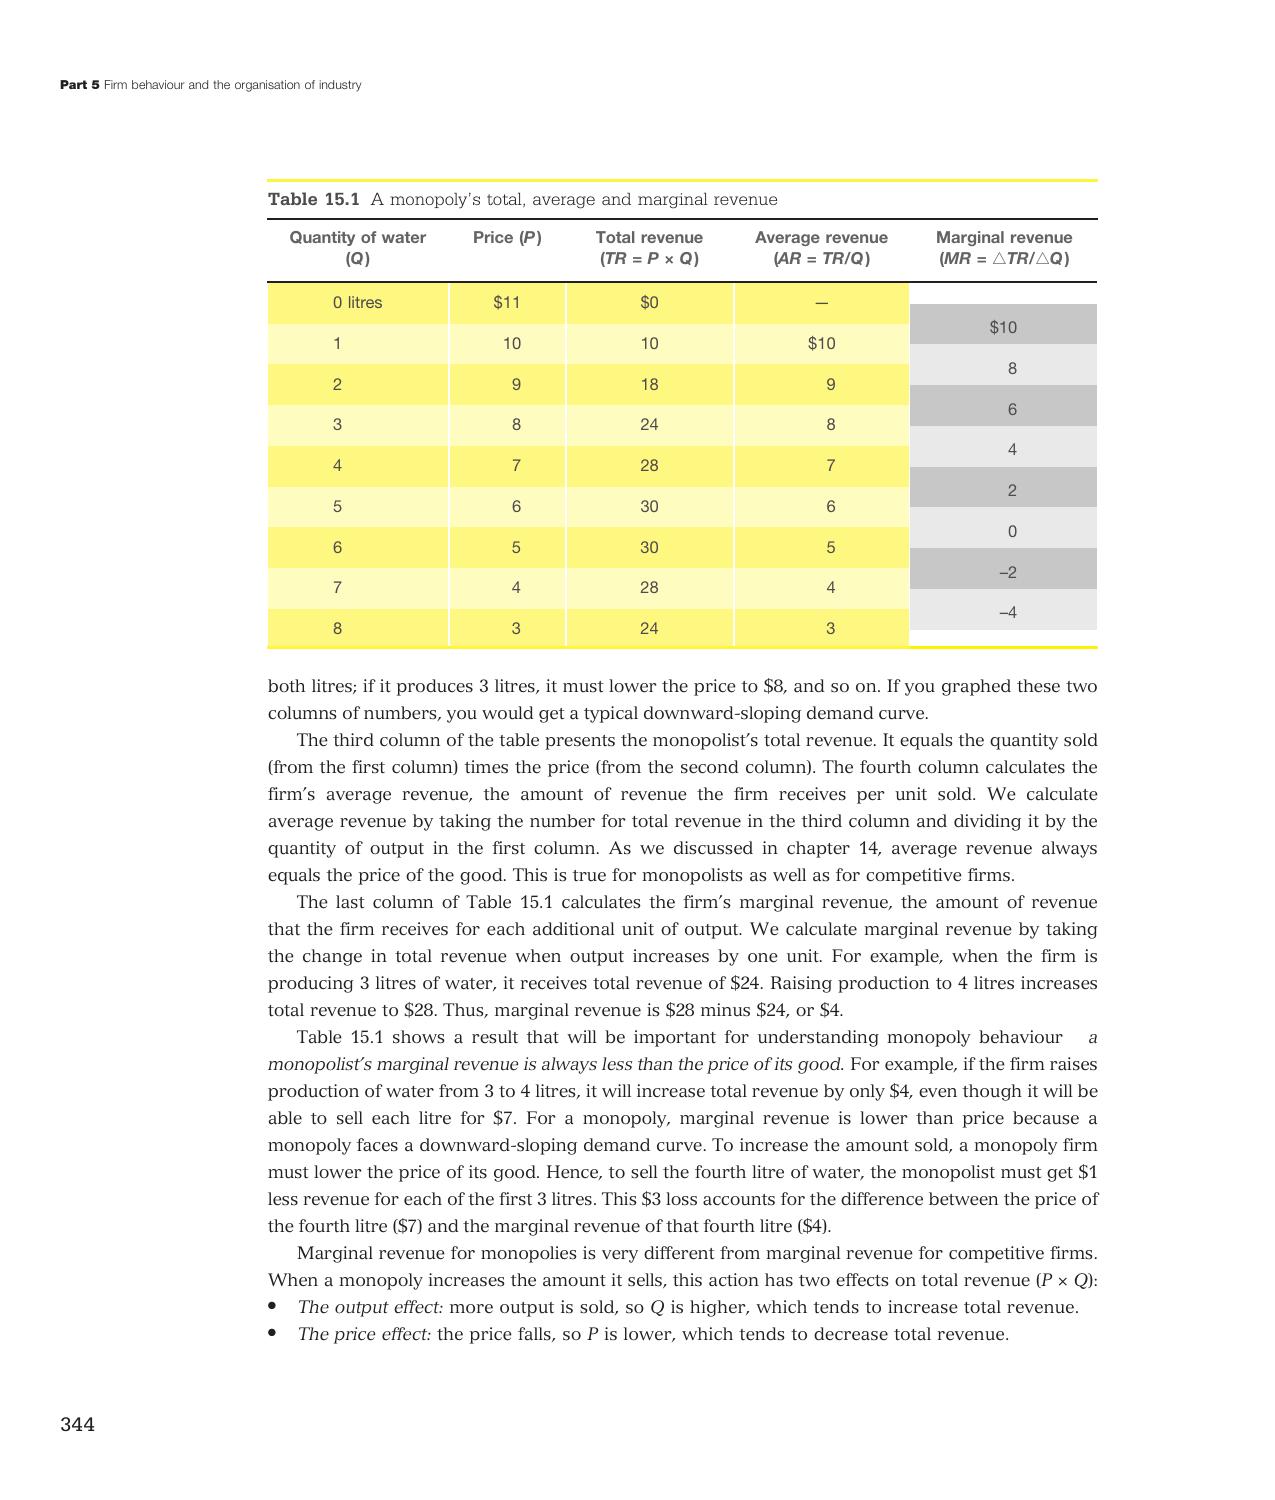 Part 5 Firm behaviour and the organisation of industry
Table 15.1 A monopoly's total, average and marginal revenue
Quantity of water Price (P) Total revenue Average revenue Marginal revenue
(Q) (TR = P × Q) (AR = TR/Q) (MR = △TR/△Q)
0 litres $11 $0 —
$10
1 10 10 $10
8
2 9 18 9
6
3 8 24 8
4
4 7 28 7
2
5 6 30 6
0
6 5 30 5
–2
7 4 28 4
–4
8 3 24 3
both litres; if it produces 3 litres, it must lower the price to $8, and so on. If you graphed these two
columns of numbers, you would get a typical downward-sloping demand curve.
The third column of the table presents the monopolist's total revenue. It equals the quantity sold
(from the first column) times the price (from the second column). The fourth column calculates the
firm's average revenue, the amount of revenue the firm receives per unit sold. We calculate
average revenue by taking the number for total revenue in the third column and dividing it by the
quantity of output in the first column. As we discussed in chapter 14, average revenue always
equals the price of the good. This is true for monopolists as well as for competitive firms.
The last column of Table 15.1 calculates the firm's marginal revenue, the amount of revenue
that the firm receives for each additional unit of output. We calculate marginal revenue by taking
the change in total revenue when output increases by one unit. For example, when the firm is
producing 3 litres of water, it receives total revenue of $24. Raising production to 4 litres increases
total revenue to $28. Thus, marginal revenue is $28 minus $24, or $4.
Table 15.1 shows a result that will be important for understanding monopoly behaviour a
monopolist's marginal revenue is always less than the price of its good. For example, if the firm raises
production of water from 3 to 4 litres, it will increase total revenue by only $4, even though it will be
able to sell each litre for $7. For a monopoly, marginal revenue is lower than price because a
monopoly faces a downward-sloping demand curve. To increase the amount sold, a monopoly firm
must lower the price of its good. Hence, to sell the fourth litre of water, the monopolist must get $1
less revenue for each of the first 3 litres. This $3 loss accounts for the difference between the price of
the fourth litre ($7) and the marginal revenue of that fourth litre ($4).
Marginal revenue for monopolies is very different from marginal revenue for competitive firms.
When a monopoly increases the amount it sells, this action has two effects on total revenue (P × Q):
● The output effect: more output is sold, so Q is higher, which tends to increase total revenue.
● The price effect: the price falls, so P is lower, which tends to decrease total revenue.
344